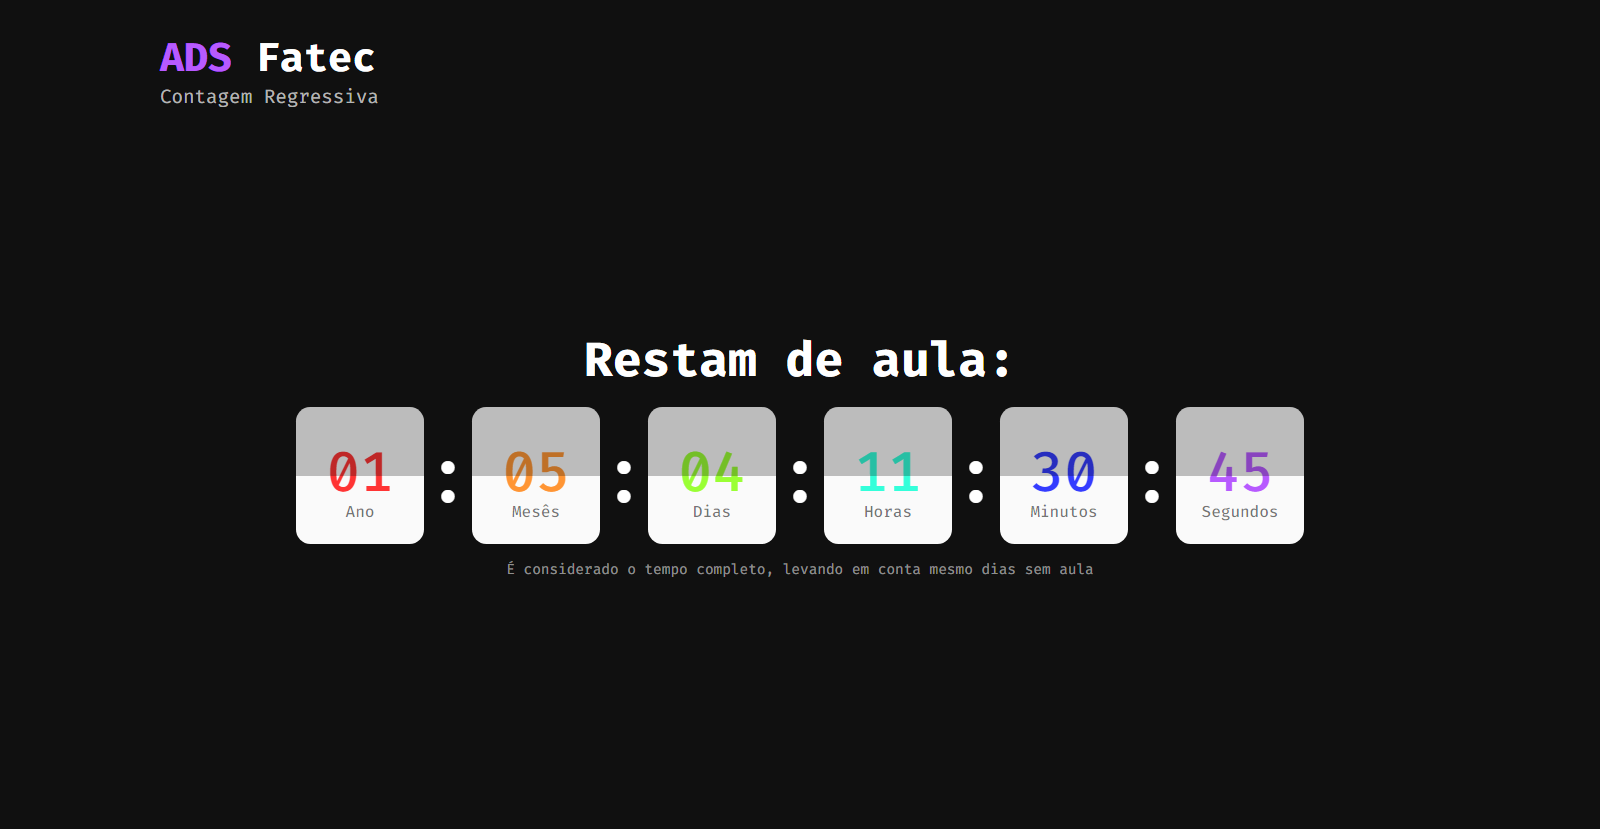 ADS Fatec
Contagem Regressiva
Restam de aula:
01 : 05 : 04 : 11 : 30 : 45
Ano Mesês Dias Horas Minutos Segundos
É considerado o tempo completo, levando em conta mesmo dias sem aula